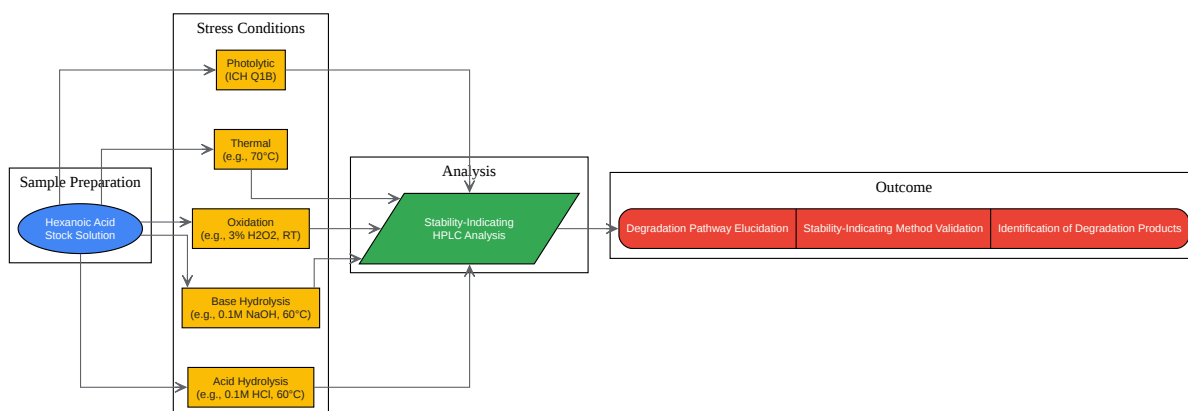 Stress Conditions
Photolytic
(ICH Q1B)
Thermal
(e.g., 70°C)
Sample Preparation
Hexanoic Acid
Stock Solution
Oxidation
(e.g., 3% H2O2, RT)
Base Hydrolysis
(e.g., 0.1M NaOH, 60°C)
Acid Hydrolysis
(e.g., 0.1M HCl, 60°C)
Analysis
Stability-Indicating
HPLC Analysis
Outcome
Degradation Pathway Elucidation
Stability-Indicating Method Validation
Identification of Degradation Products